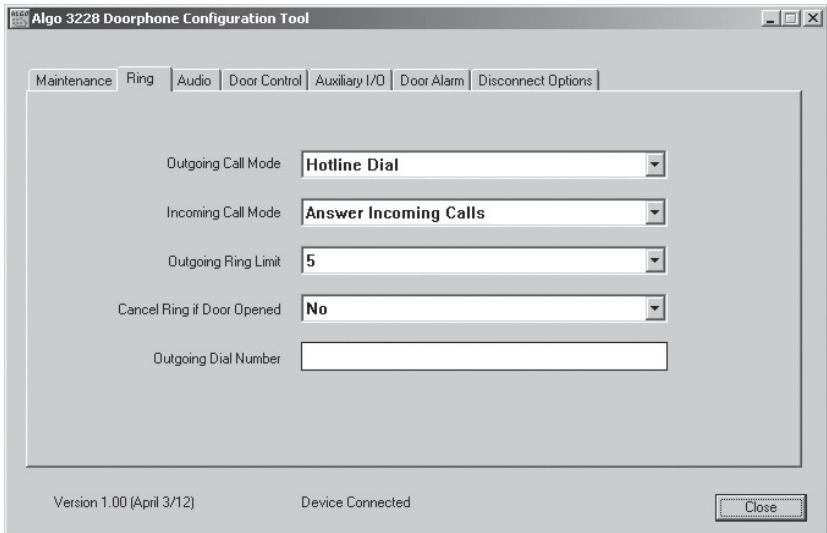 ALGO
Algo 3228 Doorphone Configuration Tool
Maintenance Ring Audio Door Control Auxiliary I/O Door Alarm Disconnect Options
Outgoing Call Mode Hotline Dial
Incoming Call Mode Answer Incoming Calls
Outgoing Ring Limit 5
Cancel Ring if Door Opened No
Outgoing Dial Number
Version 1.00 (April 3/12) Device Connected Close